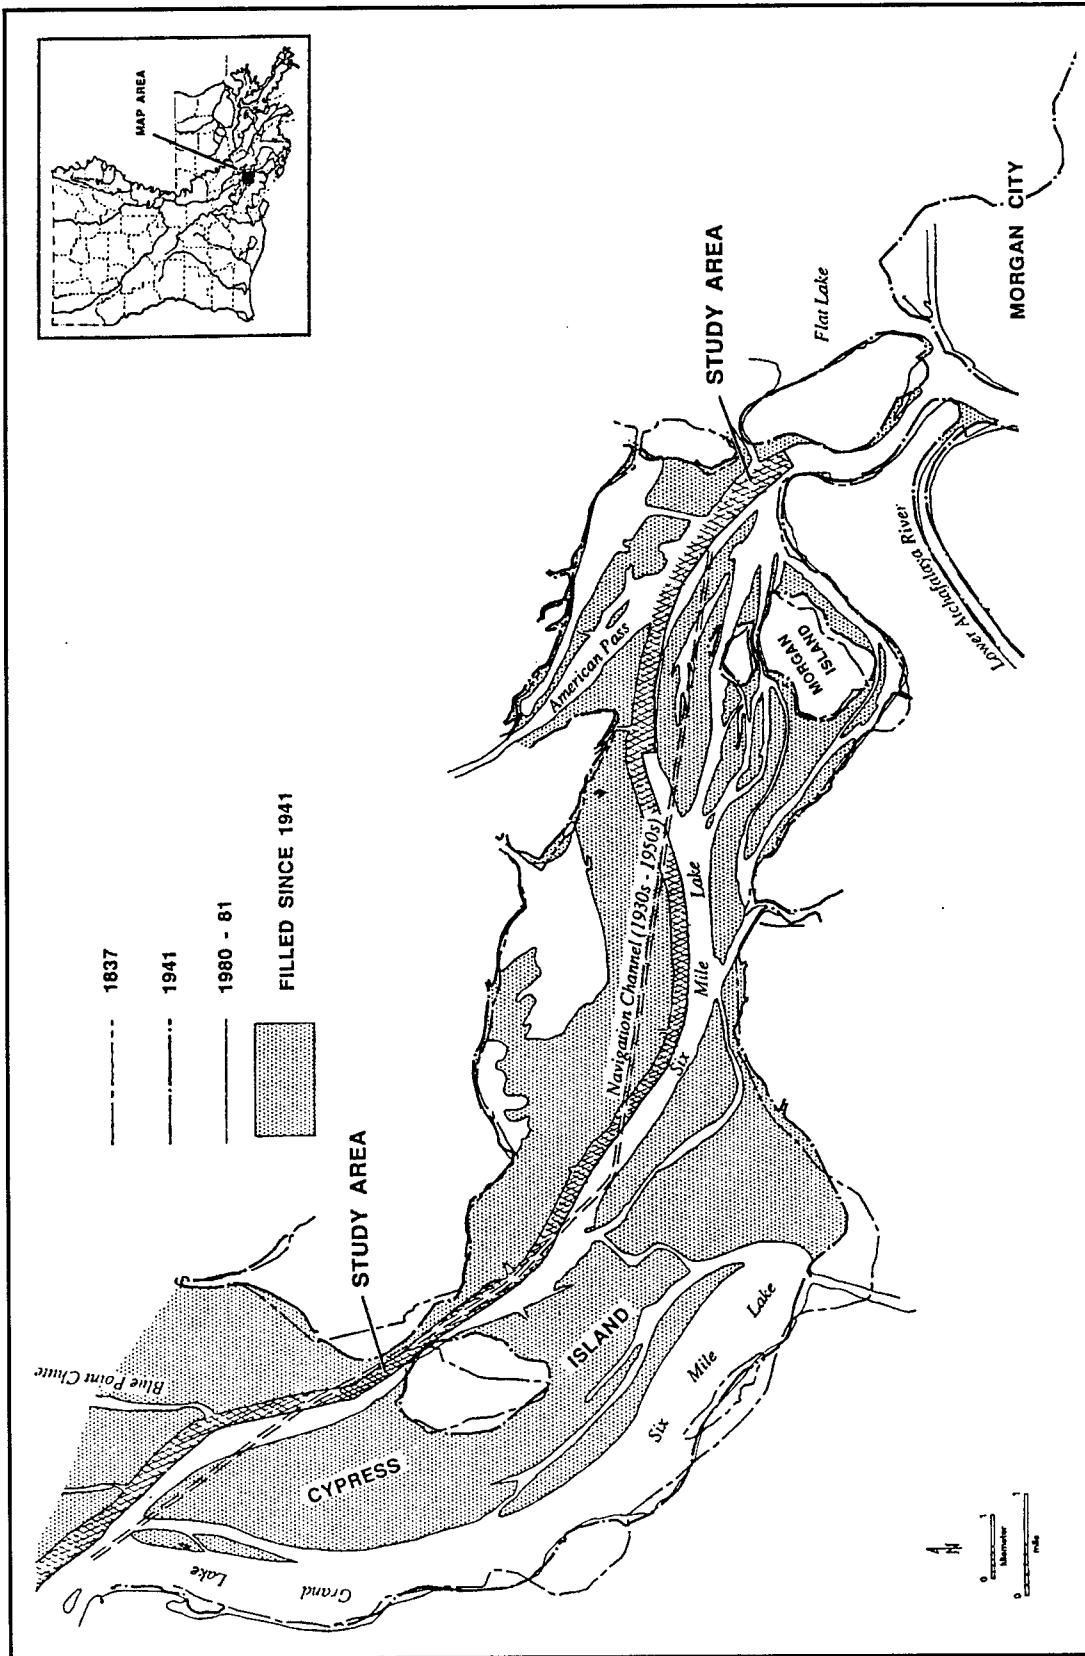 MAP AREA
1837
1941
1980 - 81
FILLED SINCE 1941
STUDY AREA
Blue Point Chute
CYPRESS
ISLAND
Grand
Lake
Six
Mile
Lake
Navigation Channel (1930s - 1950s)
Six
Mile
Lake
American Pass
STUDY AREA
Flat Lake
MORGAN
ISLAND
Lower Atchafalaya River
MORGAN CITY
N
0 1
kilometer
0 1
mile